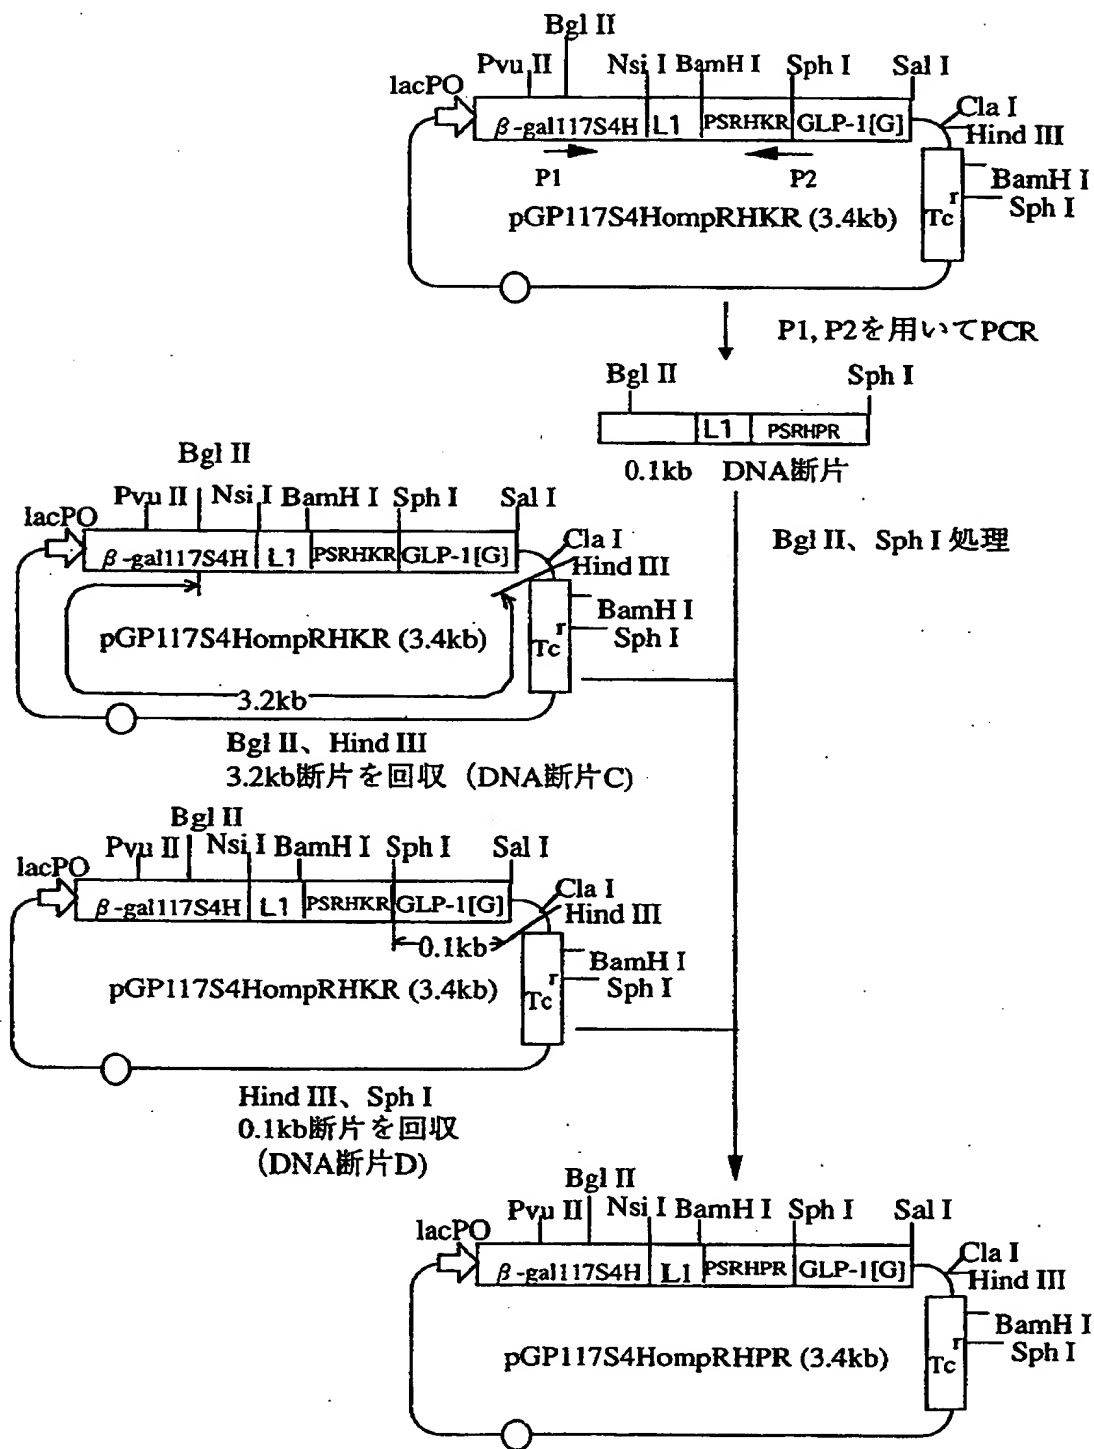 Bgl II
Pvu II Nsi I BamH I Sph I Sal I
lacPO
β-gal117S4H L1 PSRHKR GLP-1[G]
Cla I
Hind III
P1 P2
BamH I
Sph I
Tc r
pGP117S4HompRHKR (3.4kb)
P1, P2を用いてPCR
Bgl II Sph I
L1 PSRHPR
0.1kb DNA断片
Bgl II、Sph I 処理
Bgl II
Pvu II Nsi I BamH I Sph I Sal I
lacPO
β-gal117S4H L1 PSRHKR GLP-1[G]
Cla I
Hind III
BamH I
Sph I
Tc r
pGP117S4HompRHKR (3.4kb)
3.2kb
Bgl II、Hind III
3.2kb断片を回収（DNA断片C)
Bgl II
Pvu II Nsi I BamH I Sph I Sal I
lacPO
β-gal117S4H L1 PSRHKR GLP-1[G]
Cla I
Hind III
0.1kb
BamH I
Sph I
Tc r
pGP117S4HompRHKR (3.4kb)
Hind III、Sph I
0.1kb断片を回収
（DNA断片D)
Bgl II
Pvu II Nsi I BamH I Sph I Sal I
lacPO
β-gal117S4H L1 PSRHPR GLP-1[G]
Cla I
Hind III
BamH I
Sph I
Tc r
pGP117S4HompRHPR (3.4kb)